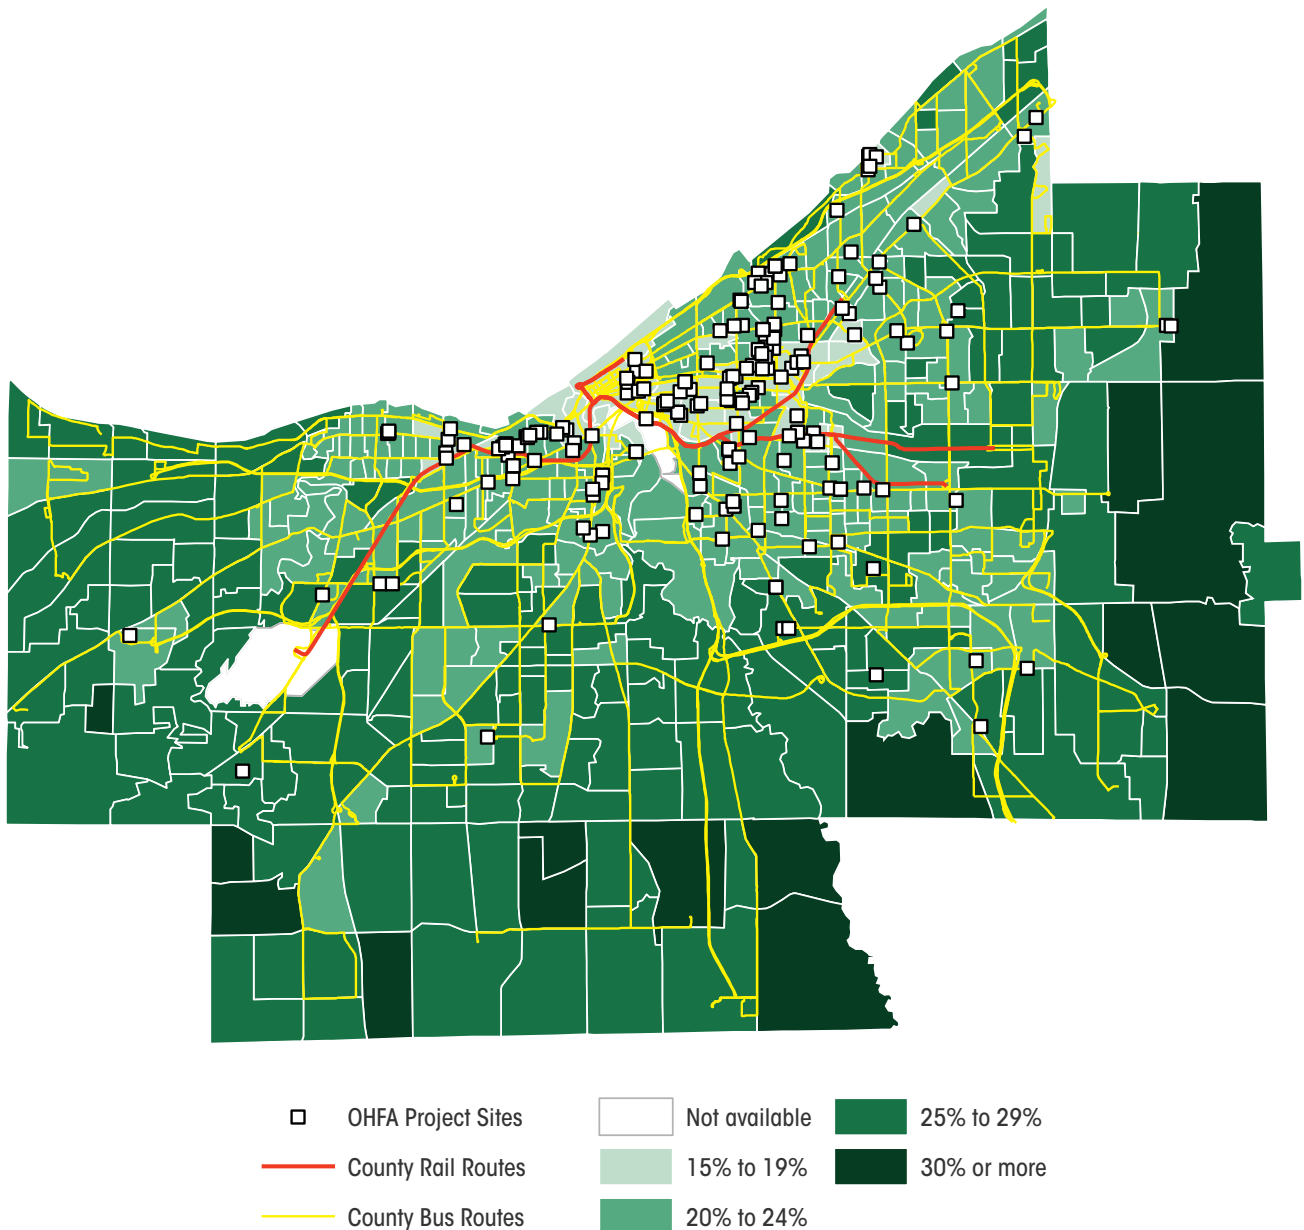 OHFA Project Sites
County Rail Routes
County Bus Routes
Not available
15% to 19%
20% to 24%
25% to 29%
30% or more